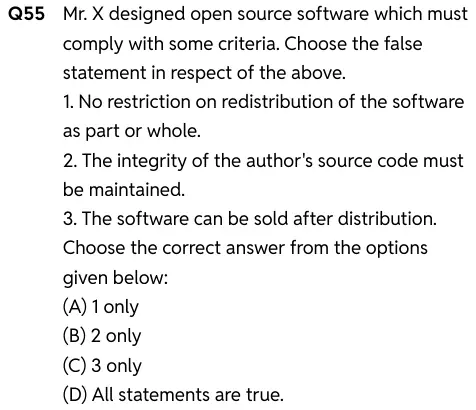 Q55 Mr. X designed open source software which must
comply with some criteria. Choose the false
statement in respect of the above.
1. No restriction on redistribution of the software
as part or whole.
2. The integrity of the author's source code must
be maintained.
3. The software can be sold after distribution.
Choose the correct answer from the options
given below:
(A) 1 only
(B) 2 only
(C) 3 only
(D) All statements are true.